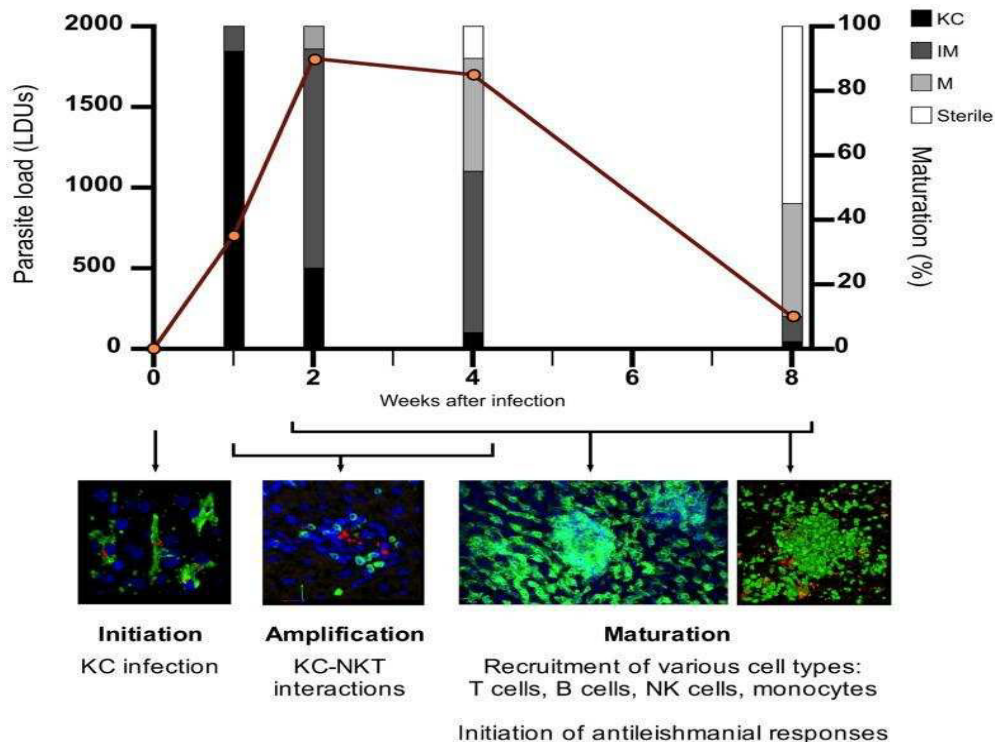 2000
1500
1000
500
0
Parasite load (LDUs)
100
80
60
40
20
0
Maturation (%)
KC
IM
M
Sterile
0 2 4 6 8
Weeks after infection
Initiation
KC infection
Amplification
KC-NKT
interactions
Maturation
Recruitment of various cell types:
T cells, B cells, NK cells, monocytes
Initiation of antileishmanial responses